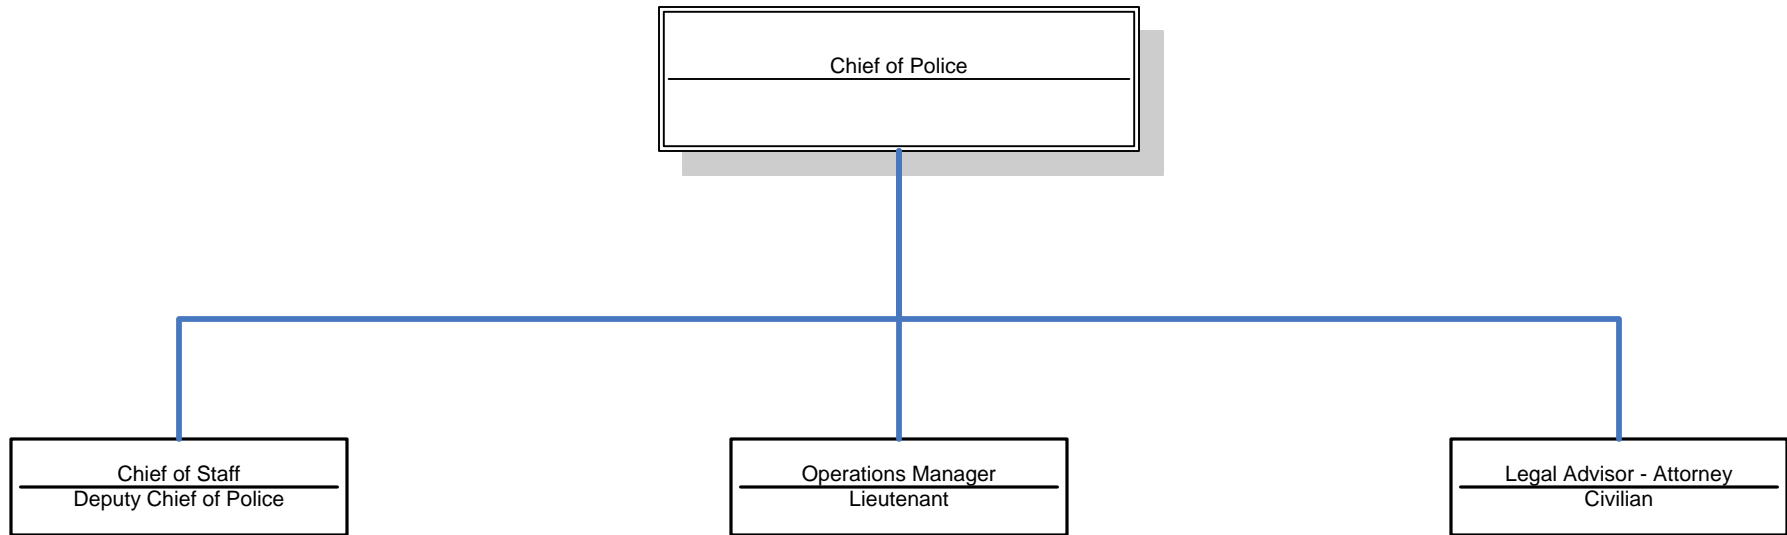 Chief of Police
Chief of Staff
Deputy Chief of Police
Operations Manager
Lieutenant
Legal Advisor - Attorney
Civilian